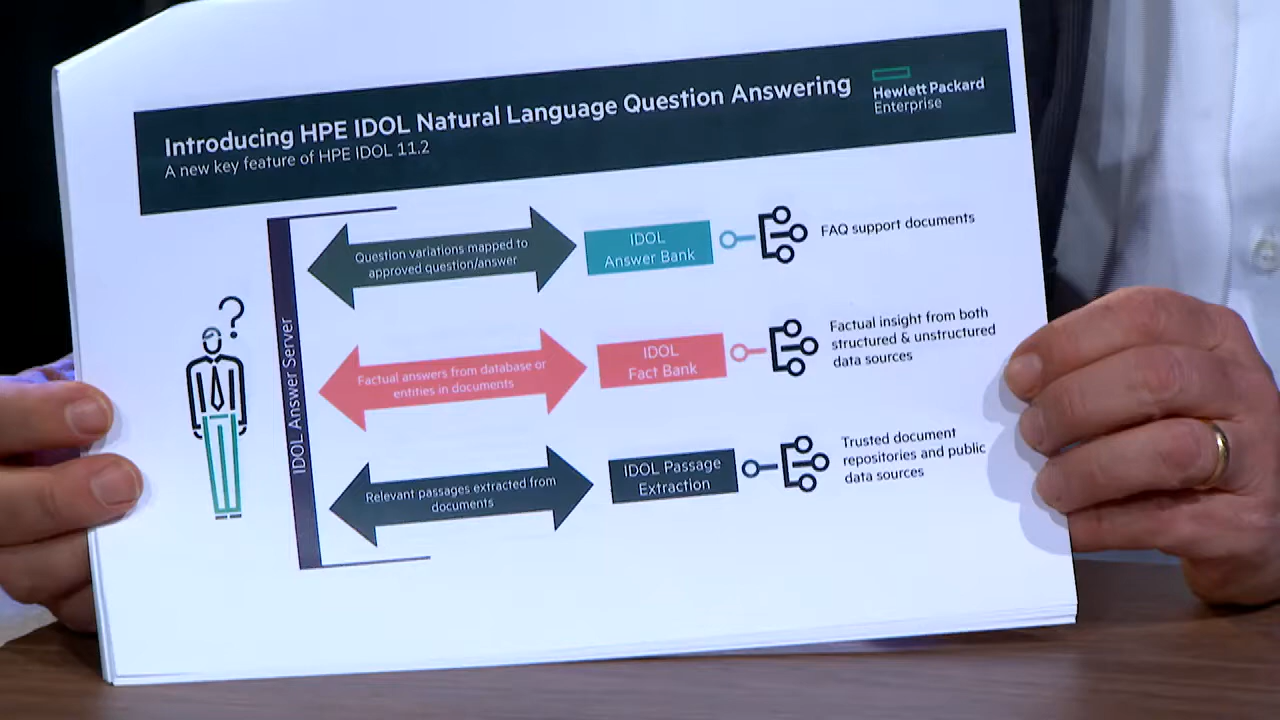 Introducing HPE IDOL Natural Language Question Answering
A new key feature of HPE IDOL 11.2
Hewlett Packard
Enterprise
IDOL Answer Server
Question variations mapped to
approved question/answer
IDOL
Answer Bank
FAQ support documents
?
Factual answers from database or
entities in documents
IDOL
Fact Bank
Factual insight from both
structured & unstructured
data sources
Relevant passages extracted from
documents
IDOL Passage
Extraction
Trusted document
repositories and public
data sources